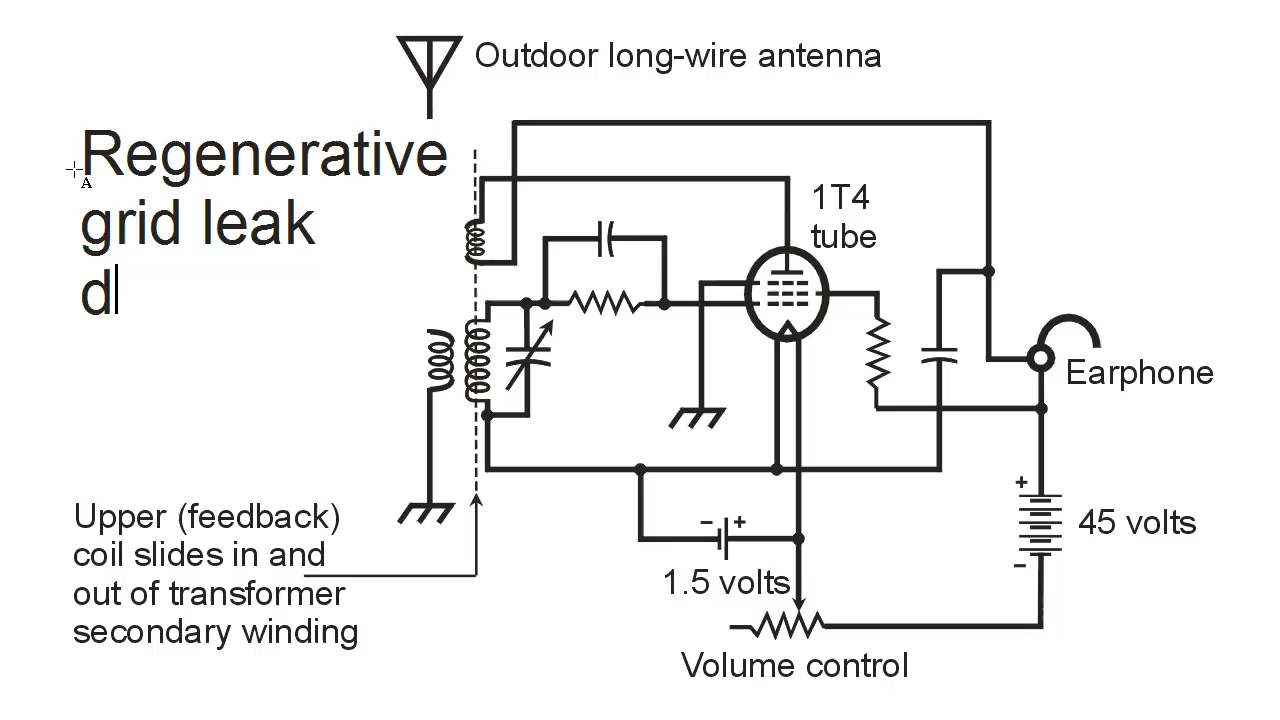 Outdoor long-wire antenna
Regenerative
grid leak
d
1T4
tube
Earphone
+
45 volts
−
− +
1.5 volts
Volume control
Upper (feedback)
coil slides in and
out of transformer
secondary winding
A